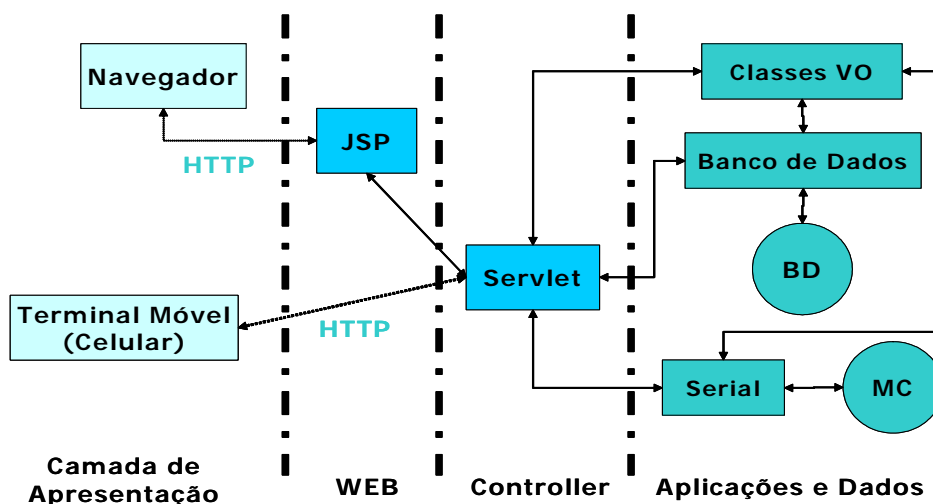 Navegador
HTTP
JSP
Classes VO
Banco de Dados
BD
Servlet
Terminal Móvel
(Celular)
HTTP
Serial
MC
Camada de
Apresentação
WEB
Controller
Aplicações e Dados